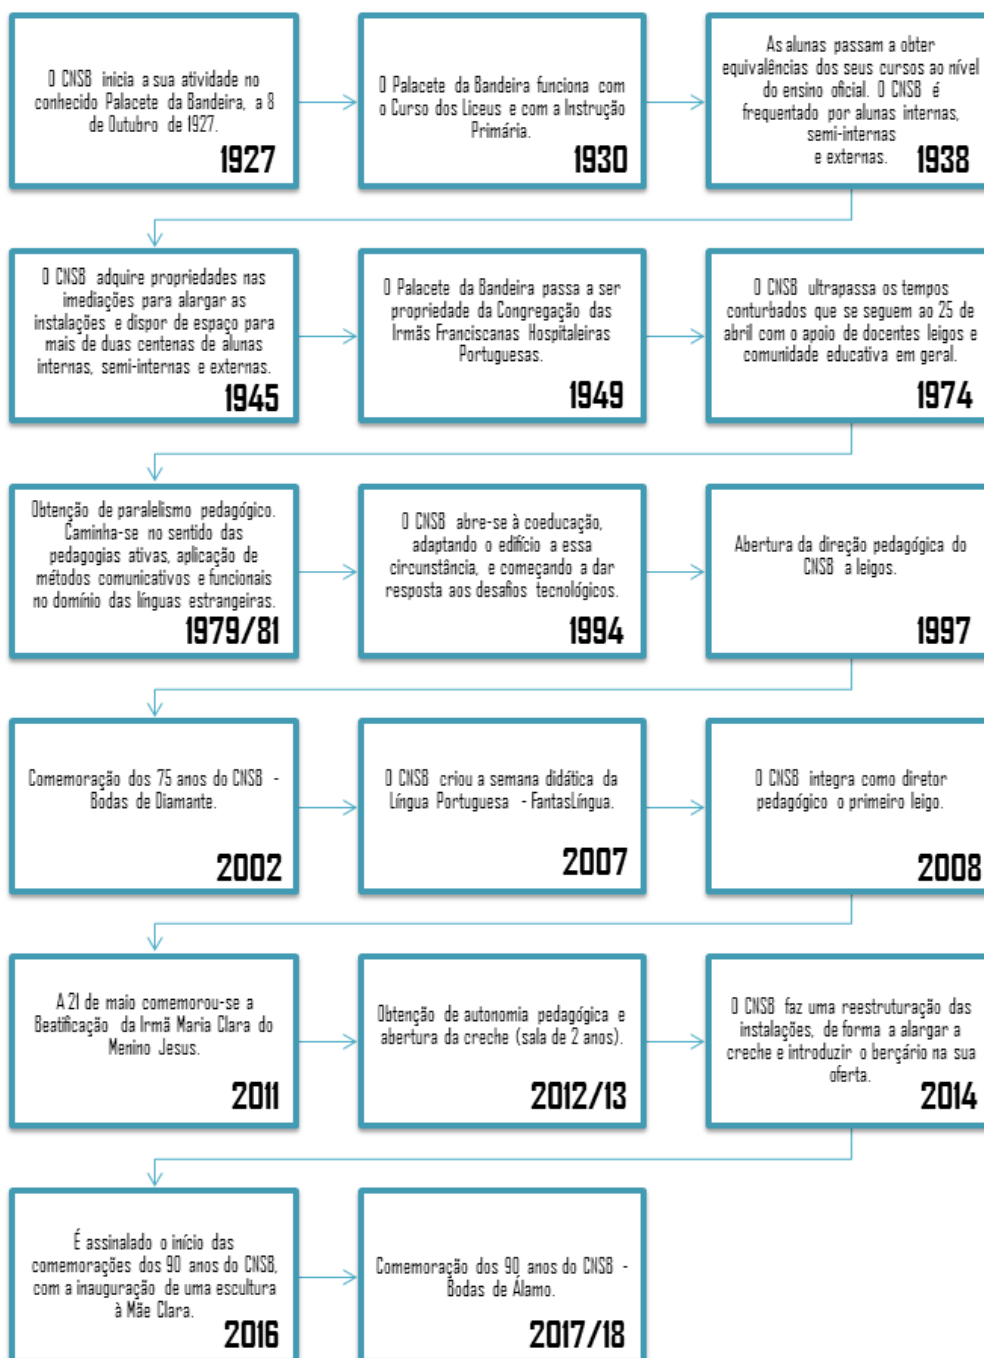 O CNSB inicia a sua atividade no
conhecido Palacete da Bandeira, a 8
de Outubro de 1927.
1927
O Palacete da Bandeira funciona com
o Curso dos Liceus e com a Instrução
Primária.
1930
As alunas passam a obter
equivalências dos seus cursos ao nível
do ensino oficial. O CNSB é
frequentado por alunas internas,
semi-internas
e externas.
1938
O CNSB adquire propriedades nas
imediações para alargar as
instalações e dispor de espaço para
mais de duas centenas de alunas
internas, semi-internas e externas.
1945
O Palacete da Bandeira passa a ser
propriedade da Congregação das
Irmãs Franciscanas Hospitaleiras
Portuguesas.
1949
O CNSB ultrapassa os tempos
conturbados que se seguem ao 25 de
abril com o apoio de docentes leigos e
comunidade educativa em geral.
1974
Obtenção de paralelismo pedagógico.
Caminha-se no sentido das
pedagogias ativas, aplicação de
métodos comunicativos e funcionais
no domínio das línguas estrangeiras.
1979/81
O CNSB abre-se à coeducação,
adaptando o edifício a essa
circunstância, e começando a dar
resposta aos desafios tecnológicos.
1994
Abertura da direção pedagógica do
CNSB a leigos.
1997
Comemoração dos 75 anos do CNSB -
Bodas de Diamante.
2002
O CNSB criou a semana didática da
Língua Portuguesa - FantasLíngua.
2007
O CNSB integra como diretor
pedagógico o primeiro leigo.
2008
A 21 de maio comemorou-se a
Beatificação da Irmã Maria Clara do
Menino Jesus.
2011
Obtenção de autonomia pedagógica e
abertura da creche (sala de 2 anos).
2012/13
O CNSB faz uma reestruturação das
instalações, de forma a alargar a
creche e introduzir o berçário na sua
oferta.
2014
É assinalado o início das
comemorações dos 90 anos do CNSB,
com a inauguração de uma escultura
à Mãe Clara.
2016
Comemoração dos 90 anos do CNSB -
Bodas de Álamo.
2017/18